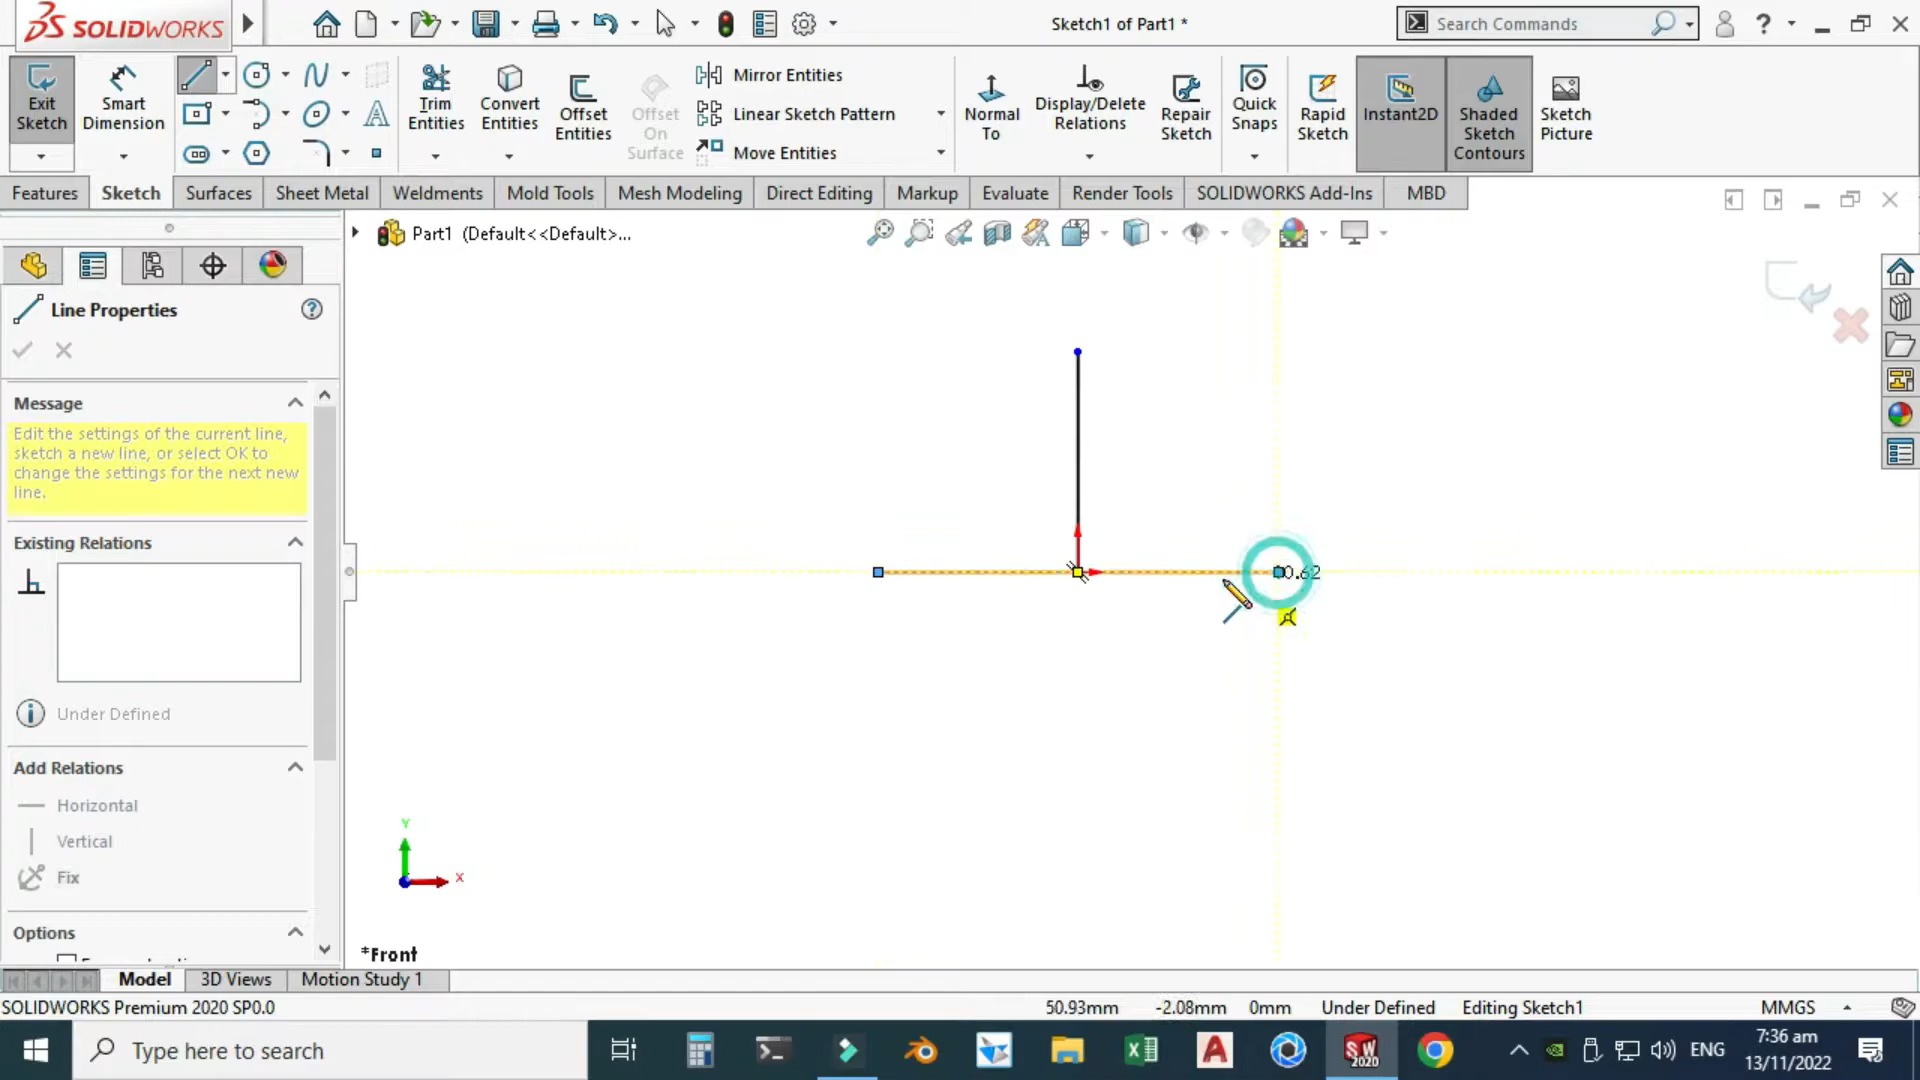 SOLIDWORKS
Sketch1 of Part1 *
Search Commands
?
Exit Sketch
Smart Dimension
Trim Entities
Convert Entities
Offset Entities
Offset On Surface
Mirror Entities
Linear Sketch Pattern
Move Entities
Normal To
Display/Delete Relations
Repair Sketch
Quick Snaps
Rapid Sketch
Instant2D
Shaded Sketch Contours
Sketch Picture
Features
Sketch
Surfaces
Sheet Metal
Weldments
Mold Tools
Mesh Modeling
Direct Editing
Markup
Evaluate
Render Tools
SOLIDWORKS Add-Ins
MBD
Part1 (Default<<Default>...
Line Properties
?
Message
Edit the settings of the current line,
sketch a new line, or select OK to
change the settings for the next new
line.
Existing Relations
Under Defined
Add Relations
Horizontal
Vertical
Fix
Options
Y
X
*Front
Model
3D Views
Motion Study 1
SOLIDWORKS Premium 2020 SP0.0
50.93mm
-2.08mm
0mm
Under Defined
Editing Sketch1
MMGS
Type here to search
SW
2020
ENG
7:36 am
13/11/2022